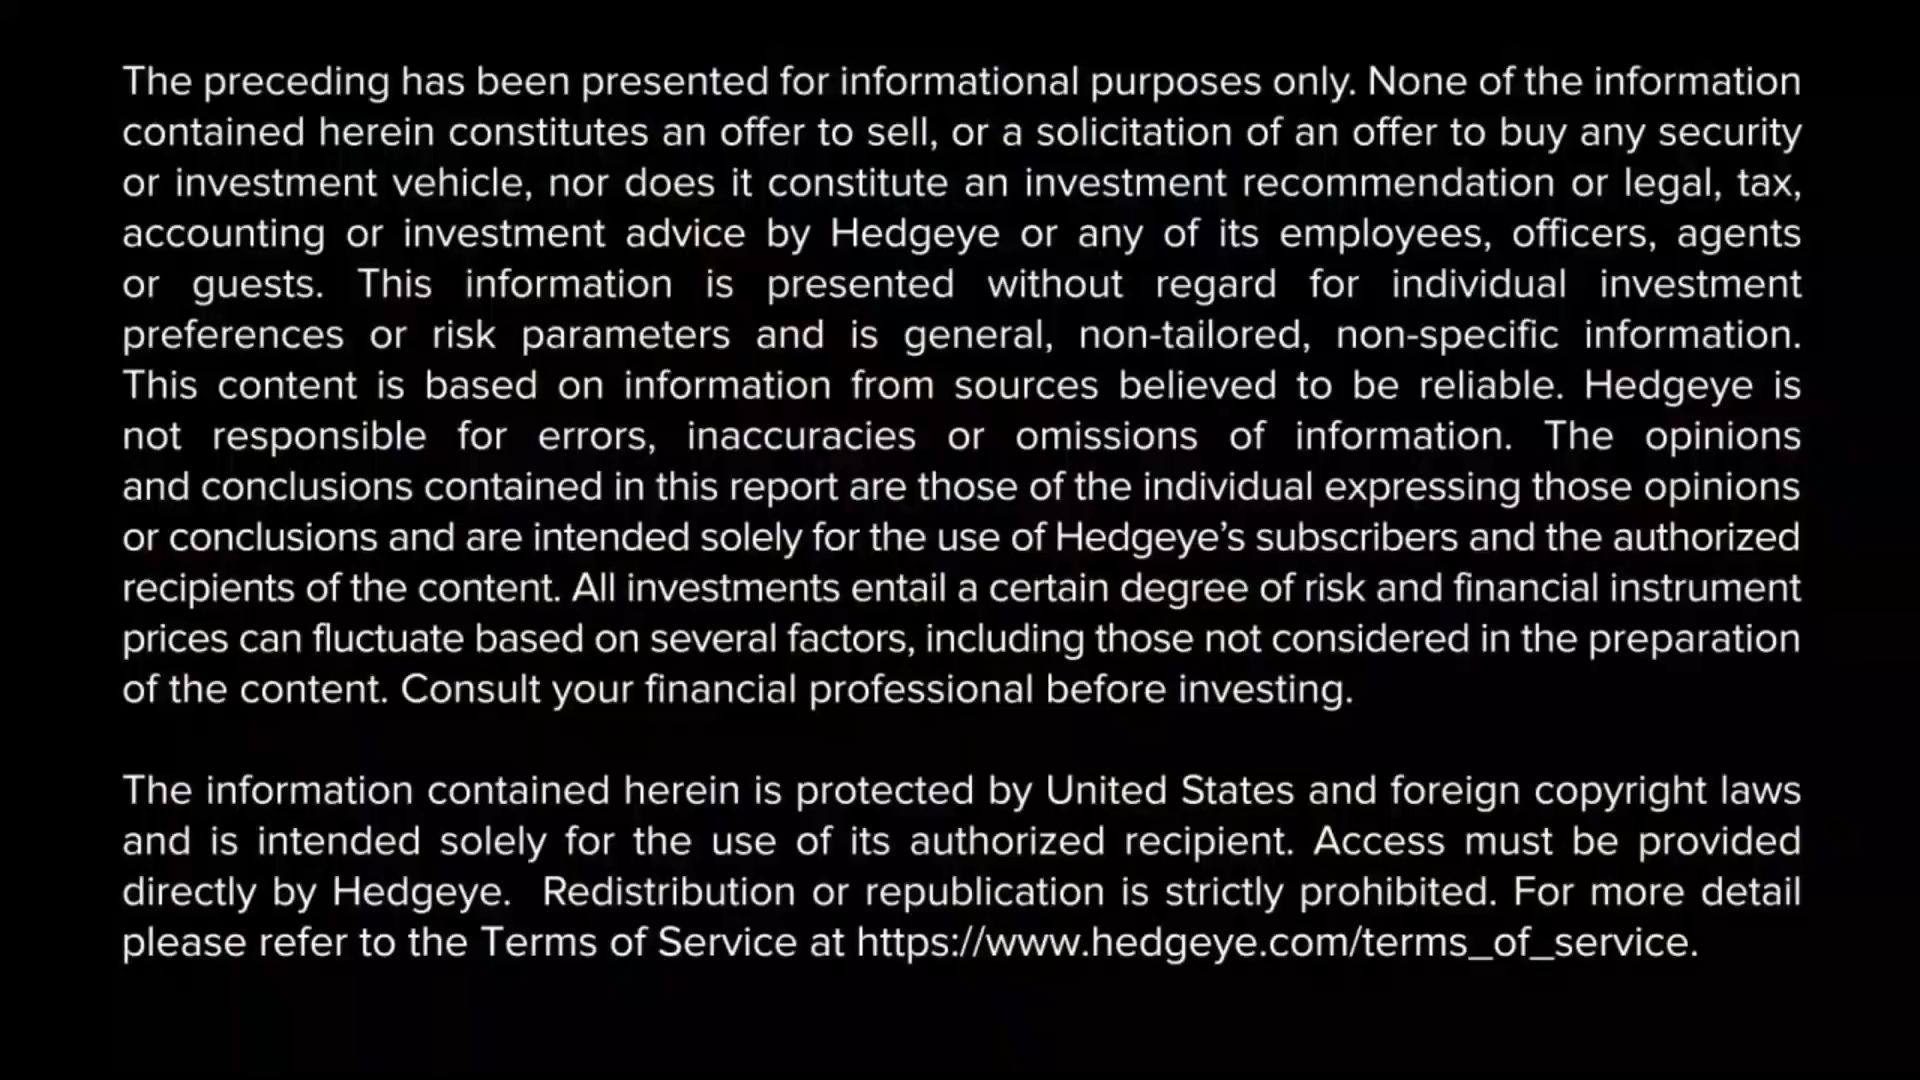 The preceding has been presented for informational purposes only. None of the information
contained herein constitutes an offer to sell, or a solicitation of an offer to buy any security
or investment vehicle, nor does it constitute an investment recommendation or legal, tax,
accounting or investment advice by Hedgeye or any of its employees, officers, agents
or guests. This information is presented without regard for individual investment
preferences or risk parameters and is general, non-tailored, non-specific information.
This content is based on information from sources believed to be reliable. Hedgeye is
not responsible for errors, inaccuracies or omissions of information. The opinions
and conclusions contained in this report are those of the individual expressing those opinions
or conclusions and are intended solely for the use of Hedgeye’s subscribers and the authorized
recipients of the content. All investments entail a certain degree of risk and financial instrument
prices can fluctuate based on several factors, including those not considered in the preparation
of the content. Consult your financial professional before investing.
The information contained herein is protected by United States and foreign copyright laws
and is intended solely for the use of its authorized recipient. Access must be provided
directly by Hedgeye.  Redistribution or republication is strictly prohibited. For more detail
please refer to the Terms of Service at https://www.hedgeye.com/terms_of_service.